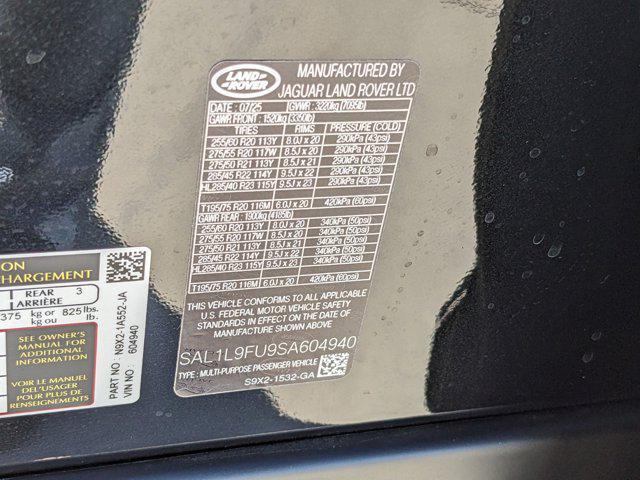 LAND
ROVER
MANUFACTURED BY
JAGUAR LAND ROVER LTD
DATE : 07/25 GVWR : 3220kg (7095lb)
GAWR FRONT : 1520kg (3350lb)
TIRES RIMS PRESSURE (COLD)
255/60 R20 113Y 8.0J x 20 290kPa (43psi)
275/55 R20 117W 8.5J x 20 290kPa (43psi)
275/50 R21 113Y 8.5J x 21 290kPa (43psi)
285/45 R22 114Y 9.5J x 22 290kPa (43psi)
HL285/40 R23 115Y 9.5J x 23 290kPa (43psi)
T195/75 R20 116M 6.0J x 20 420kPa (60psi)
GAWR REAR : 1900kg (4185lb)
255/60 R20 113Y 8.0J x 20 340kPa (50psi)
275/55 R20 117W 8.5J x 20 340kPa (50psi)
275/50 R21 113Y 8.5J x 21 340kPa (50psi)
285/45 R22 114Y 9.5J x 22 340kPa (50psi)
HL285/40 R23 115Y 9.5J x 23 340kPa (50psi)
T195/75 R20 116M 6.0J x 20 420kPa (60psi)
THIS VEHICLE CONFORMS TO ALL APPLICABLE
U.S. FEDERAL MOTOR VEHICLE SAFETY
STANDARDS IN EFFECT ON THE DATE OF
MANUFACTURE SHOWN ABOVE
SAL1L9FU9SA604940
TYPE : MULTI-PURPOSE PASSENGER VEHICLE
S9X2-1532-GA
ION
CHARGEMENT
REAR 3
ARRIÈRE
375 kg or 825 lbs.
kg ou lb.
SEE OWNER'S
MANUAL FOR
ADDITIONAL
INFORMATION
VOIR LE MANUEL
DE L'USAGER
POUR PLUS DE
RENSEIGNEMENTS
PART NO : N9X2-1A552-JA
VIN NO : 604940